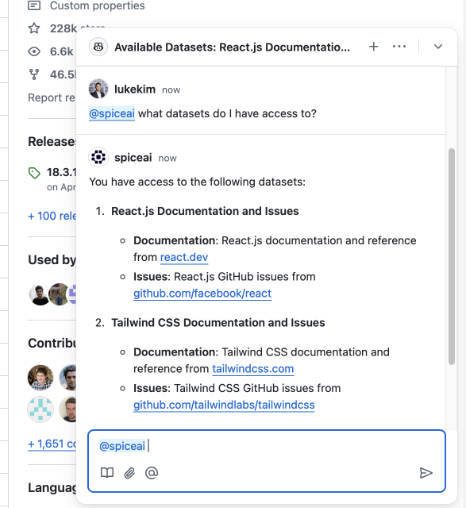 Custom properties
228k
6.6k
46.5
Report re
Releases
18.3.1
on Apr
+ 100 rele
Used by
Contribu
+ 1,651 co
Languag
Available Datasets: React.js Documentatio...
lukekim now
@spiceai what datasets do I have access to?
spiceai now
You have access to the following datasets:
1. React.js Documentation and Issues
Documentation: React.js documentation and reference
from react.dev
Issues: React.js GitHub issues from
github.com/facebook/react
2. Tailwind CSS Documentation and Issues
Documentation: Tailwind CSS documentation and
reference from tailwindcss.com
Issues: Tailwind CSS GitHub issues from
github.com/tailwindlabs/tailwindcss
@spiceai